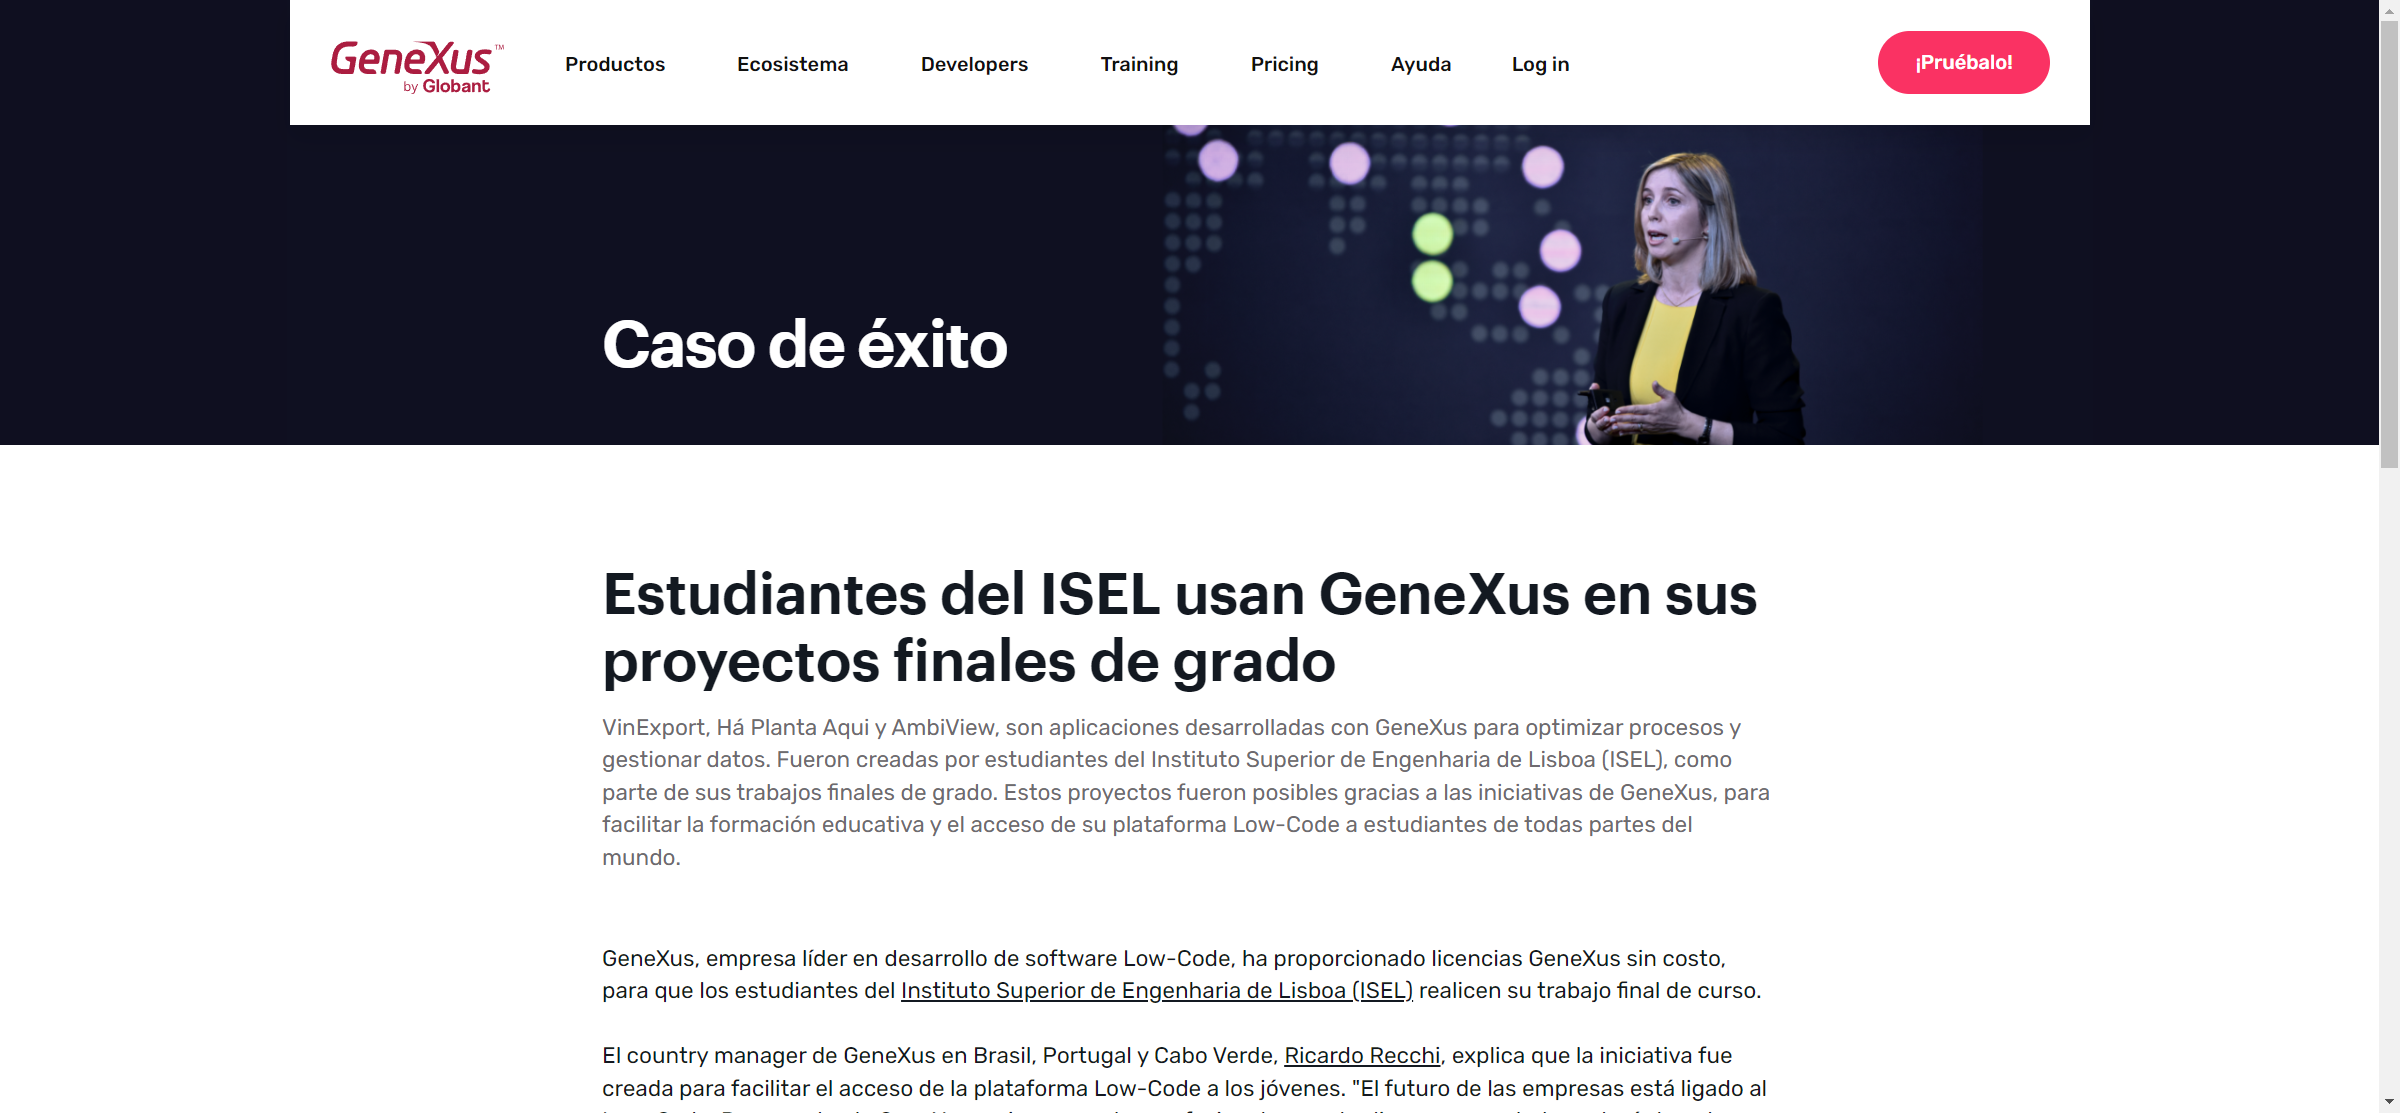 GeneXus™
by Globant
Productos Ecosistema Developers Training Pricing Ayuda Log in ¡Pruébalo!
Caso de éxito
Estudiantes del ISEL usan GeneXus en sus
proyectos finales de grado
VinExport, Há Planta Aqui y AmbiView, son aplicaciones desarrolladas con GeneXus para optimizar procesos y
gestionar datos. Fueron creadas por estudiantes del Instituto Superior de Engenharia de Lisboa (ISEL), como
parte de sus trabajos finales de grado. Estos proyectos fueron posibles gracias a las iniciativas de GeneXus, para
facilitar la formación educativa y el acceso de su plataforma Low-Code a estudiantes de todas partes del
mundo.
GeneXus, empresa líder en desarrollo de software Low-Code, ha proporcionado licencias GeneXus sin costo,
para que los estudiantes del Instituto Superior de Engenharia de Lisboa (ISEL) realicen su trabajo final de curso.
El country manager de GeneXus en Brasil, Portugal y Cabo Verde, Ricardo Recchi, explica que la iniciativa fue
creada para facilitar el acceso de la plataforma Low-Code a los jóvenes. "El futuro de las empresas está ligado al